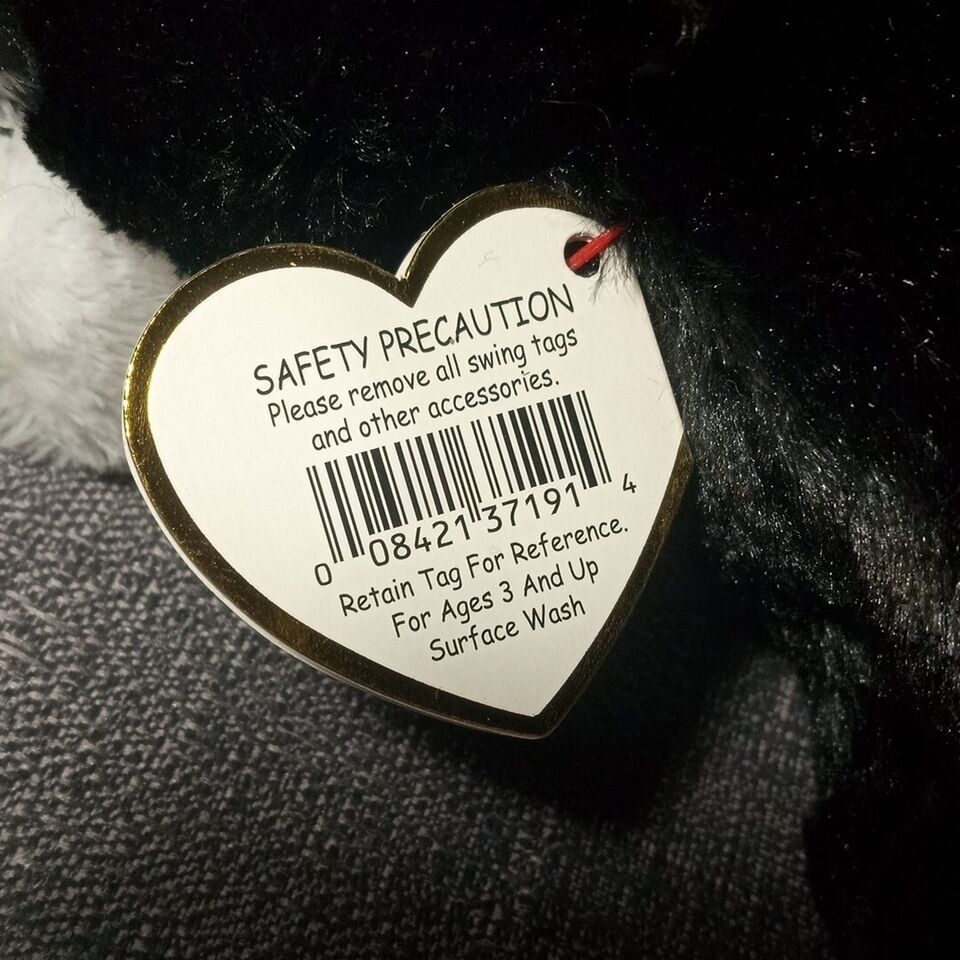 SAFETY PRECAUTION
Please remove all swing tags
and other accessories.
0 08421 37191 4
Retain Tag For Reference.
For Ages 3 And Up
Surface Wash